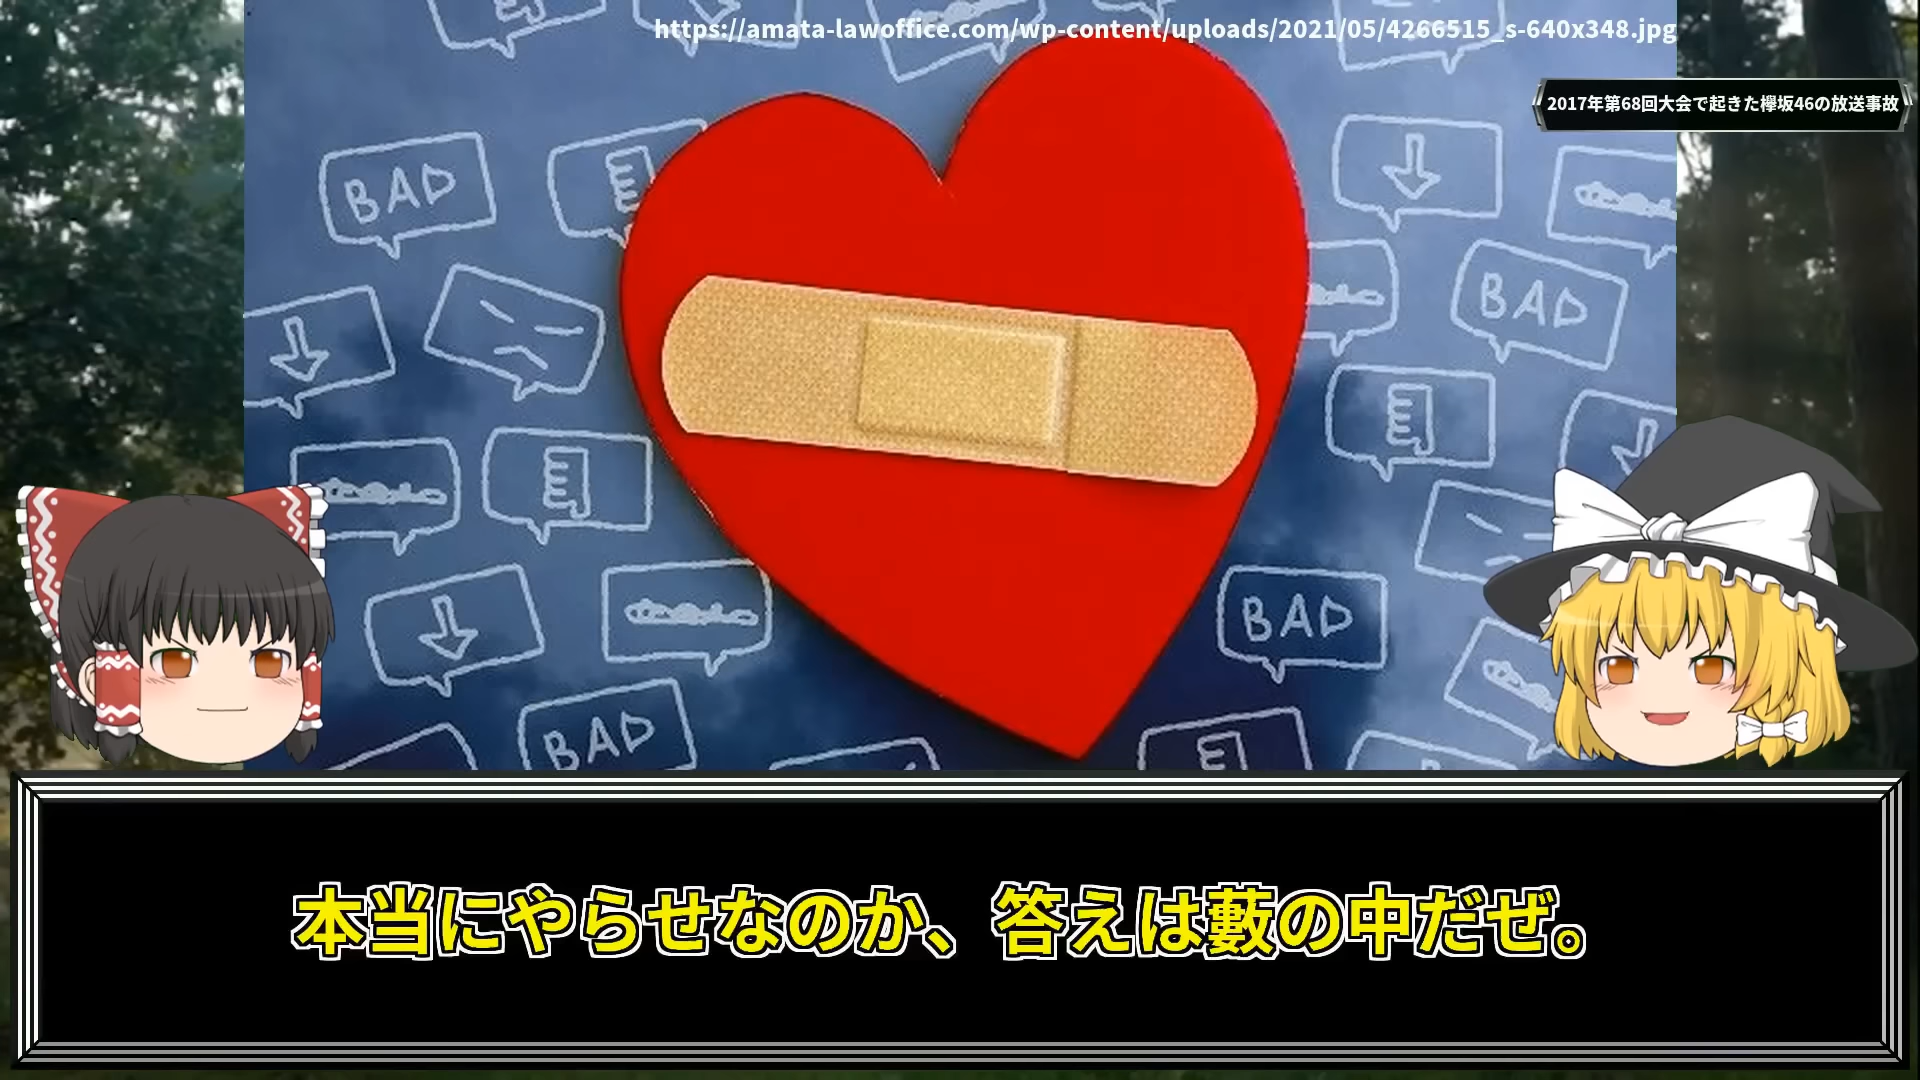 https://amata-lawoffice.com/wp-content/uploads/2021/05/4266515_s-640x348.jpg
2017年第68回大会で起きた欅坂46の放送事故
BAD
BAD
BAD
BAD
本当にやらせなのか、答えは藪の中だぜ。